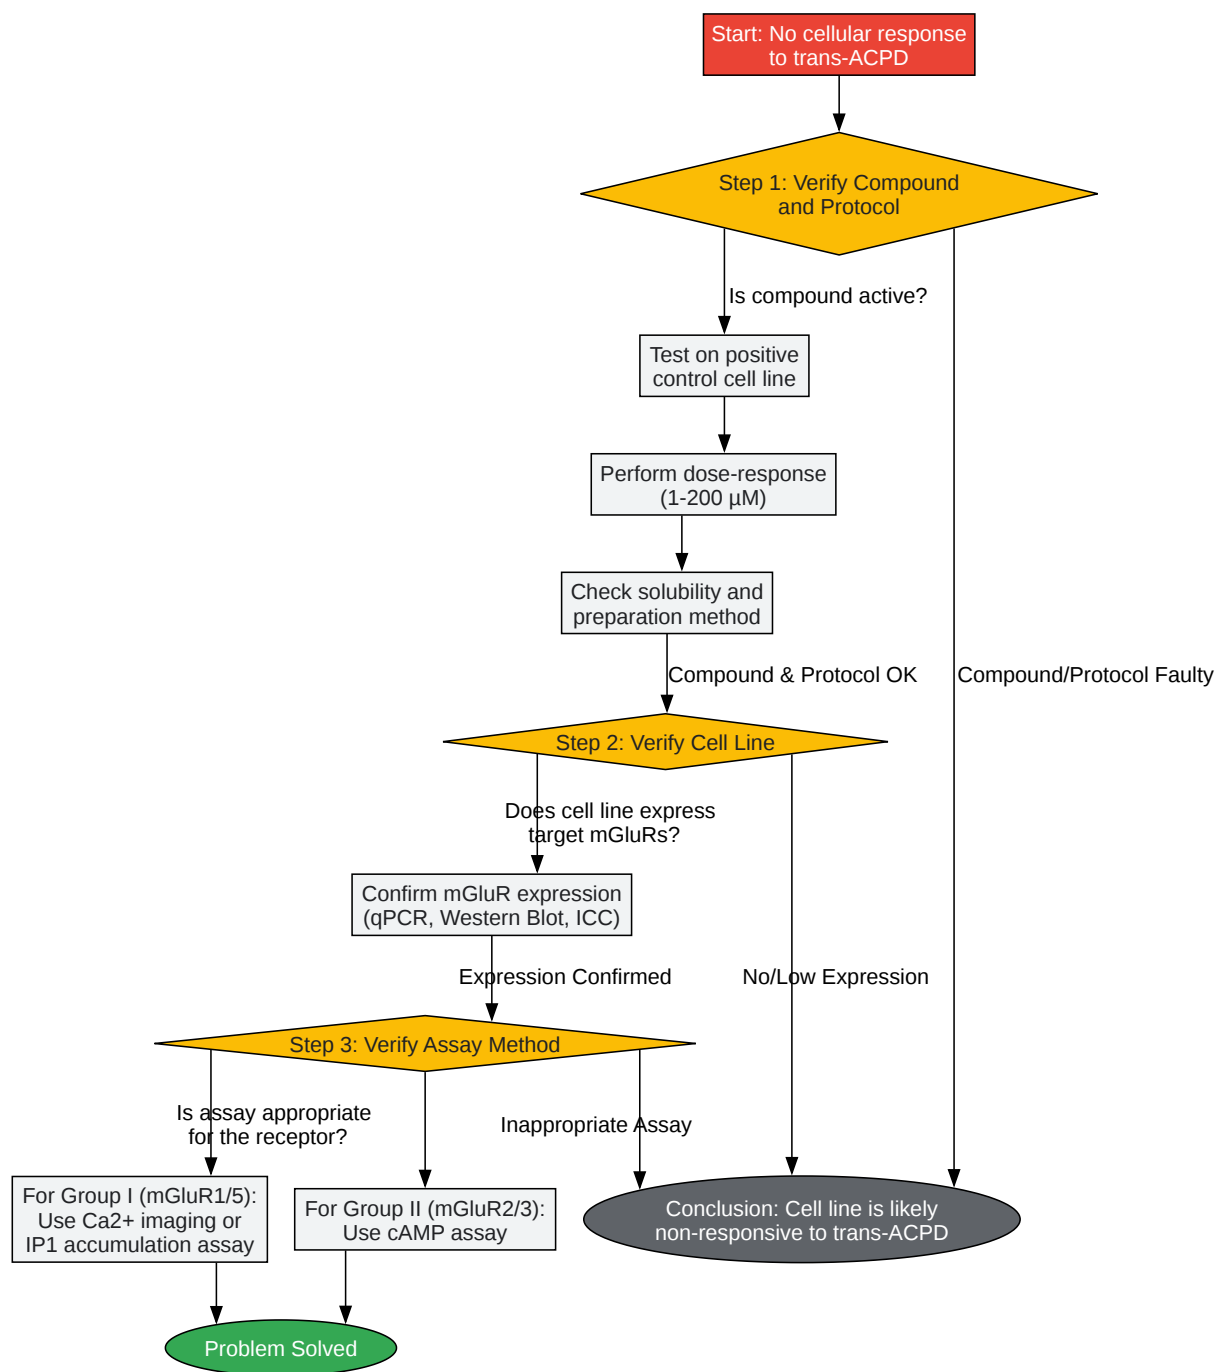 Start: No cellular response
to trans-ACPD
Step 1: Verify Compound
and Protocol
Is compound active?
Test on positive
control cell line
Perform dose-response
(1-200 µM)
Check solubility and
preparation method
Compound & Protocol OK
Compound/Protocol Faulty
Step 2: Verify Cell Line
Does cell line express
target mGluRs?
Confirm mGluR expression
(qPCR, Western Blot, ICC)
Expression Confirmed
No/Low Expression
Step 3: Verify Assay Method
Is assay appropriate
for the receptor?
Inappropriate Assay
For Group I (mGluR1/5):
Use Ca2+ imaging or
IP1 accumulation assay
For Group II (mGluR2/3):
Use cAMP assay
Conclusion: Cell line is likely
non-responsive to trans-ACPD
Problem Solved